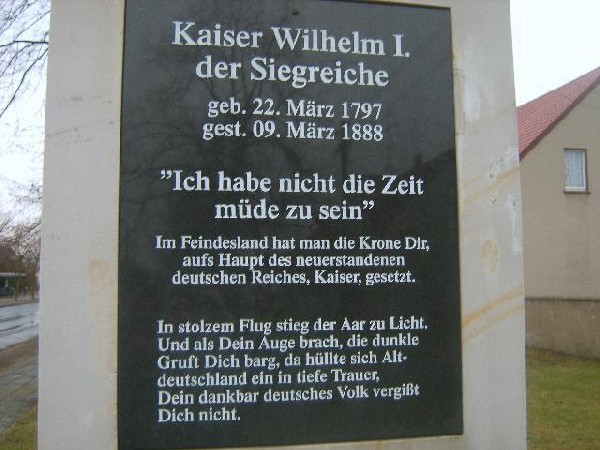 Kaiser Wilhelm I.
der Siegreiche
geb. 22. März 1797
gest. 09. März 1888
"Ich habe nicht die Zeit
müde zu sein"
Im Feindesland hat man die Krone Dir,
aufs Haupt des neuerstandenen
deutschen Reiches, Kaiser, gesetzt.
In stolzem Flug stieg der Aar zu Licht.
Und als Dein Auge brach, die dunkle
Gruft Dich barg, da hüllte sich Alt-
deutschland ein in tiefe Trauer,
Dein dankbar deutsches Volk vergißt
Dich nicht.